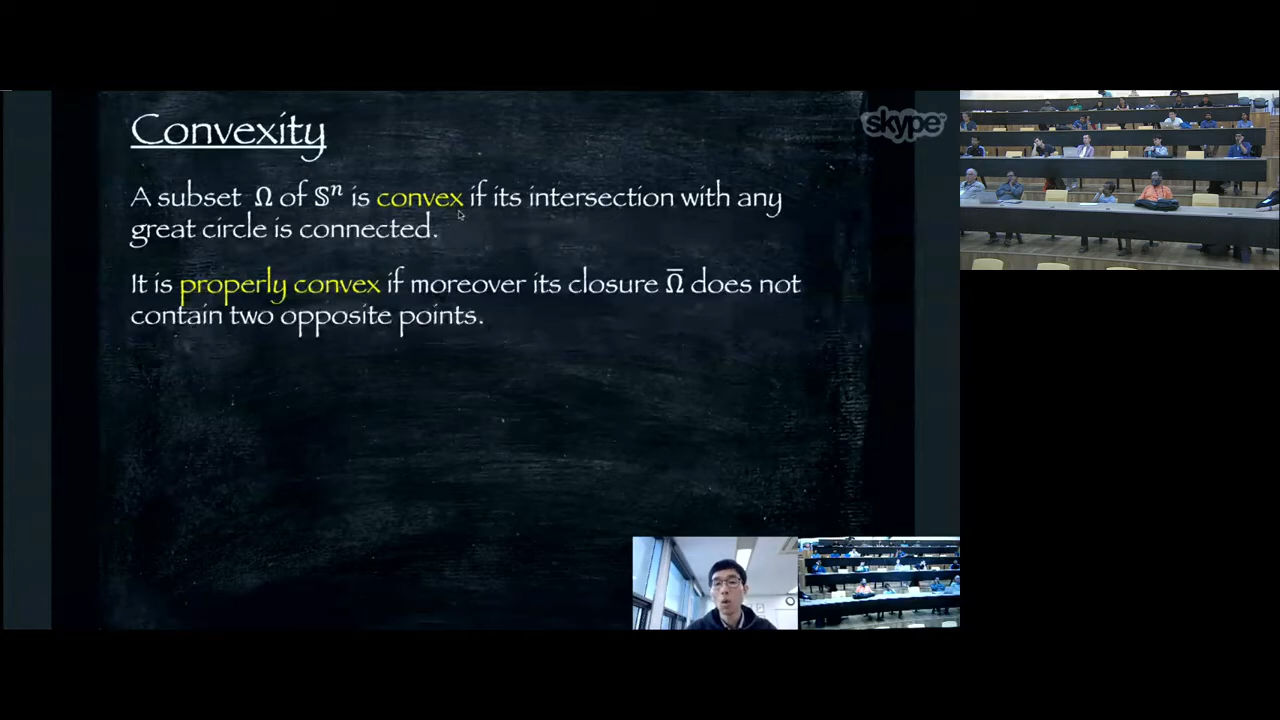 Convexity
skype
A subset Ω of 𝕊ⁿ is convex if its intersection with any
great circle is connected.
It is properly convex if moreover its closure Ω̅ does not
contain two opposite points.